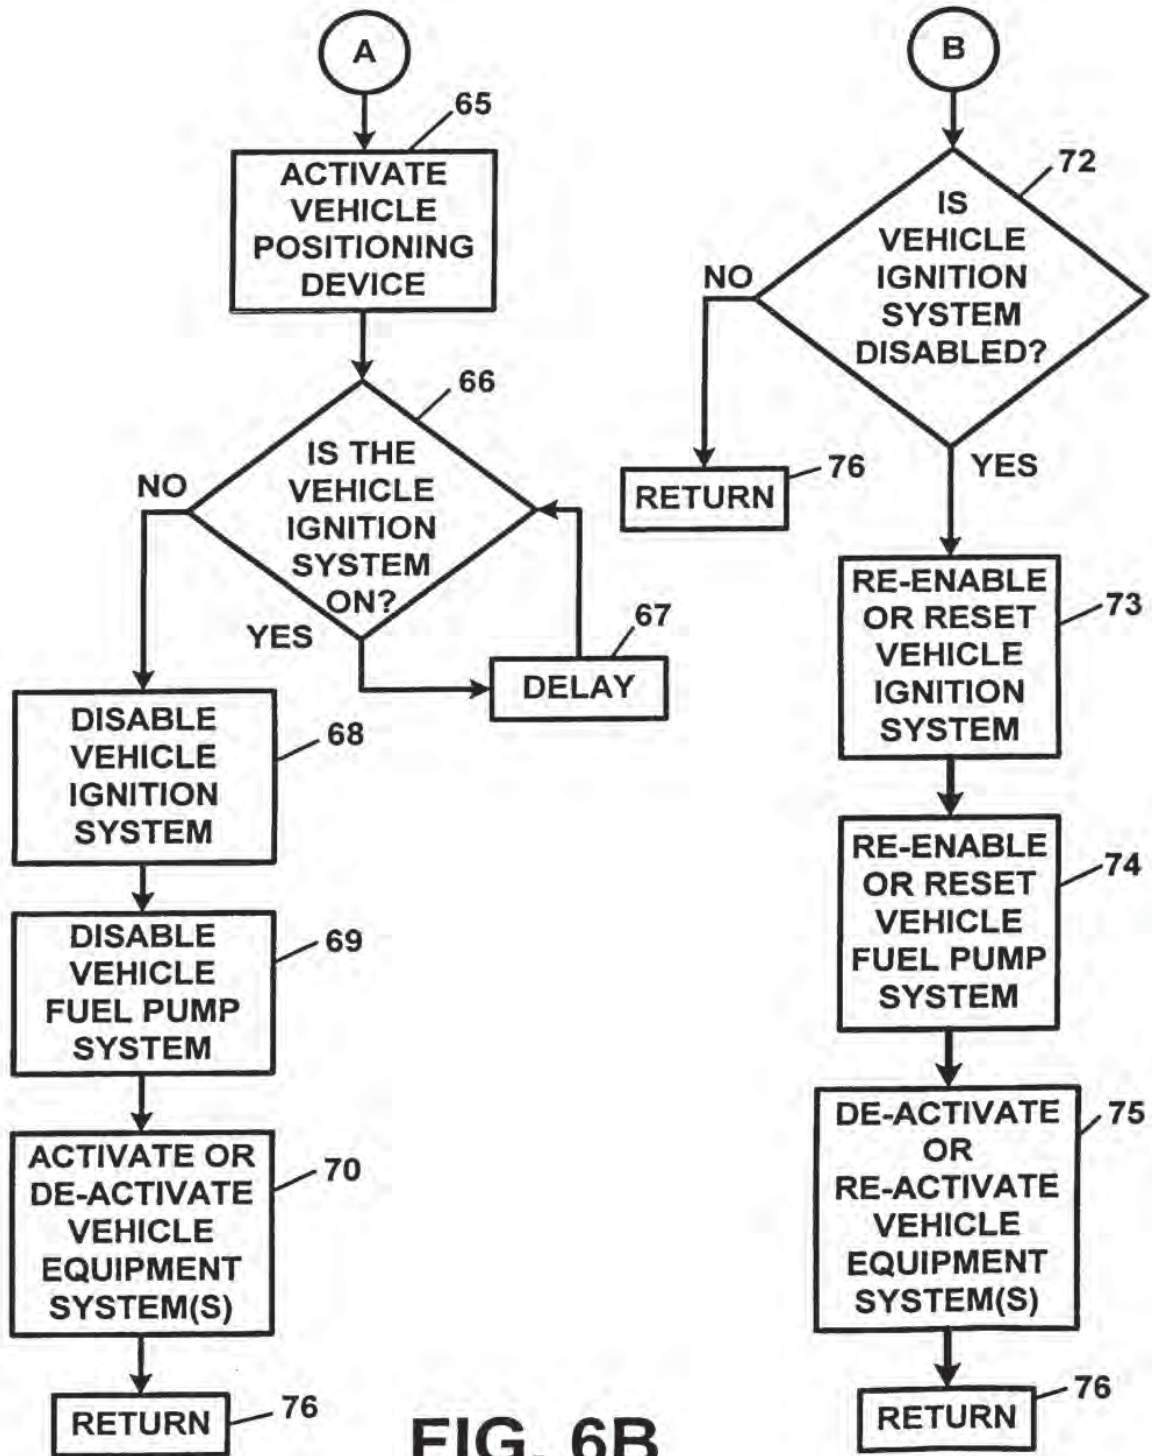 A
65
ACTIVATE
VEHICLE
POSITIONING
DEVICE
66
IS THE
VEHICLE
IGNITION
SYSTEM
ON?
NO
YES
67
DELAY
DISABLE
VEHICLE
IGNITION
SYSTEM
68
DISABLE
VEHICLE
FUEL PUMP
SYSTEM
69
ACTIVATE OR
DE-ACTIVATE
VEHICLE
EQUIPMENT
SYSTEM(S)
70
RETURN
76
B
72
IS
VEHICLE
IGNITION
SYSTEM
DISABLED?
NO
RETURN
76
YES
RE-ENABLE
OR RESET
VEHICLE
IGNITION
SYSTEM
73
RE-ENABLE
OR RESET
VEHICLE
FUEL PUMP
SYSTEM
74
DE-ACTIVATE
OR
RE-ACTIVATE
VEHICLE
EQUIPMENT
SYSTEM(S)
75
RETURN
76
FIG. 6B